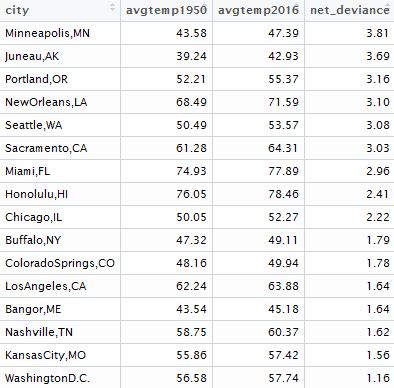 city avgtemp1950 avgtemp2016 net_deviance
Minneapolis,MN 43.58 47.39 3.81
Juneau,AK 39.24 42.93 3.69
Portland,OR 52.21 55.37 3.16
NewOrleans,LA 68.49 71.59 3.10
Seattle,WA 50.49 53.57 3.08
Sacramento,CA 61.28 64.31 3.03
Miami,FL 74.93 77.89 2.96
Honolulu,HI 76.05 78.46 2.41
Chicago,IL 50.05 52.27 2.22
Buffalo,NY 47.32 49.11 1.79
ColoradoSprings,CO 48.16 49.94 1.78
LosAngeles,CA 62.24 63.88 1.64
Bangor,ME 43.54 45.18 1.64
Nashville,TN 58.75 60.37 1.62
KansasCity,MO 55.86 57.42 1.56
WashingtonD.C. 56.58 57.74 1.16